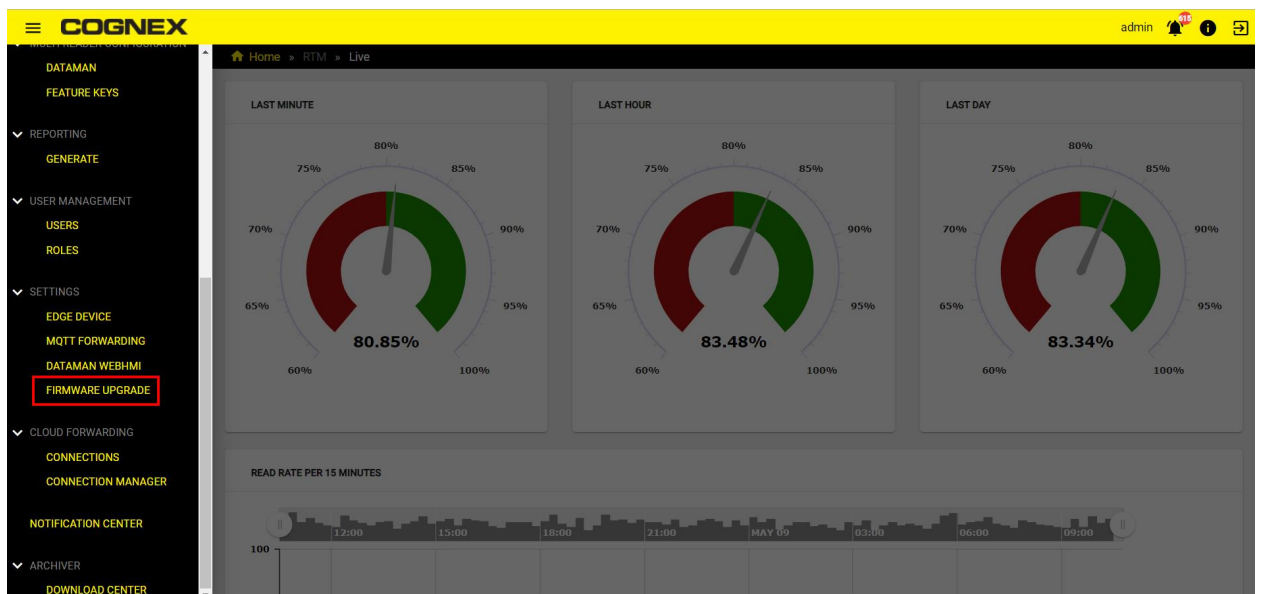 COGNEX
admin
615
MULTI READER CONFIGURATION
DATAMAN
FEATURE KEYS
REPORTING
GENERATE
USER MANAGEMENT
USERS
ROLES
SETTINGS
EDGE DEVICE
MQTT FORWARDING
DATAMAN WEBHMI
FIRMWARE UPGRADE
CLOUD FORWARDING
CONNECTIONS
CONNECTION MANAGER
NOTIFICATION CENTER
ARCHIVER
DOWNLOAD CENTER
Home » RTM » Live
LAST MINUTE
80%
75% 85%
70% 90%
65% 95%
80.85%
60% 100%
LAST HOUR
80%
75% 85%
70% 90%
65% 95%
83.48%
60% 100%
LAST DAY
80%
75% 85%
70% 90%
65% 95%
83.34%
60% 100%
READ RATE PER 15 MINUTES
12:00 15:00 18:00 21:00 MAY 09 03:00 06:00 09:00
100